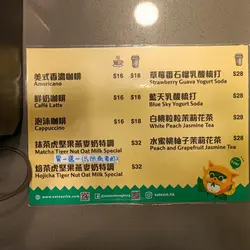 美式香濃咖啡 $16 $18
Americano
鮮奶咖啡 $16 $18
Caffè Latte
泡沫咖啡 $16 $18
Cappuccino
抹茶虎堅果燕麥奶特調 $32
Matcha Tiger Nut Oat Milk Special
焙茶虎堅果燕麥奶特調 $32
Hojicha Tiger Nut Oat Milk Special
草莓番石榴乳酸梳打 $28
Strawberry Guava Yogurt Soda
藍天乳酸梳打 $28
Blue Sky Yogurt Soda
白桃粒粒茉莉花茶 $28
White Peach Jasmine Tea
水蜜桃柚子茉莉花茶 $28
Peach and Grapefruit Jasmine Tea